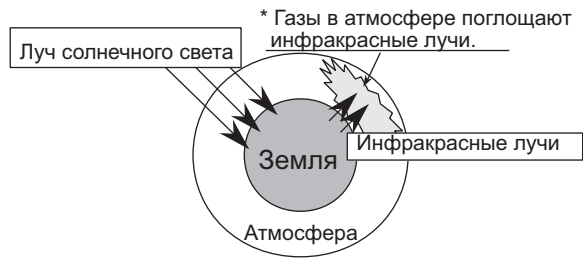 * Газы в атмосфере поглощают
инфракрасные лучи.
Луч солнечного света
Инфракрасные лучи
Земля
Атмосфера